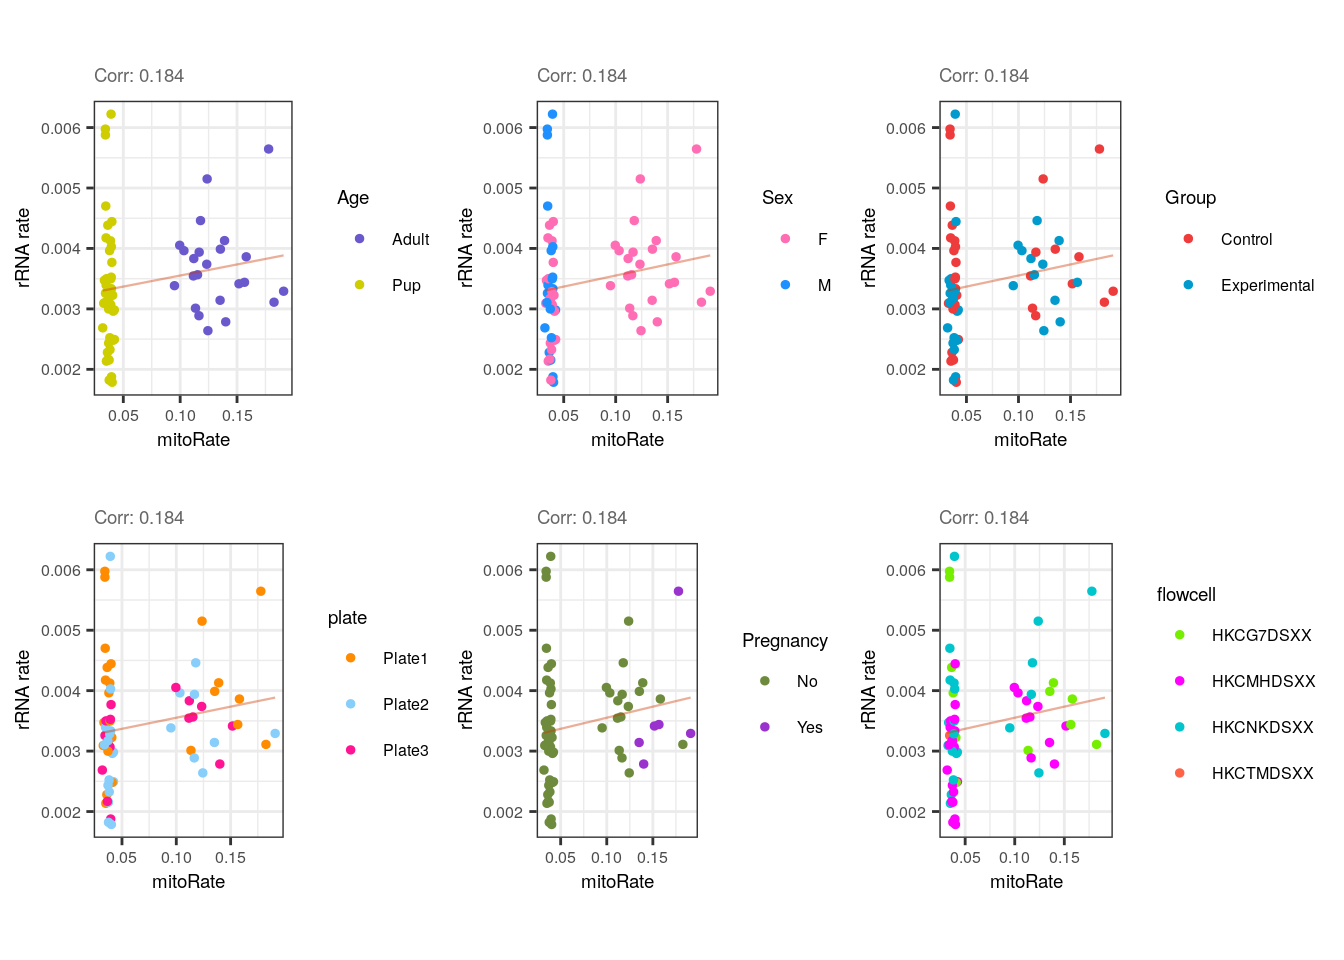 Corr: 0.184
rRNA rate
0.006
0.005
0.004
0.003
0.002
0.05 0.10 0.15
mitoRate
Age
Adult
Pup
Corr: 0.184
rRNA rate
0.006
0.005
0.004
0.003
0.002
0.05 0.10 0.15
mitoRate
Sex
F
M
Corr: 0.184
rRNA rate
0.006
0.005
0.004
0.003
0.002
0.05 0.10 0.15
mitoRate
Group
Control
Experimental
Corr: 0.184
rRNA rate
0.006
0.005
0.004
0.003
0.002
0.05 0.10 0.15
mitoRate
plate
Plate1
Plate2
Plate3
Corr: 0.184
rRNA rate
0.006
0.005
0.004
0.003
0.002
0.05 0.10 0.15
mitoRate
Pregnancy
No
Yes
Corr: 0.184
rRNA rate
0.006
0.005
0.004
0.003
0.002
0.05 0.10 0.15
mitoRate
flowcell
HKCG7DSXX
HKCMHDSXX
HKCNKDSXX
HKCTMDSXX